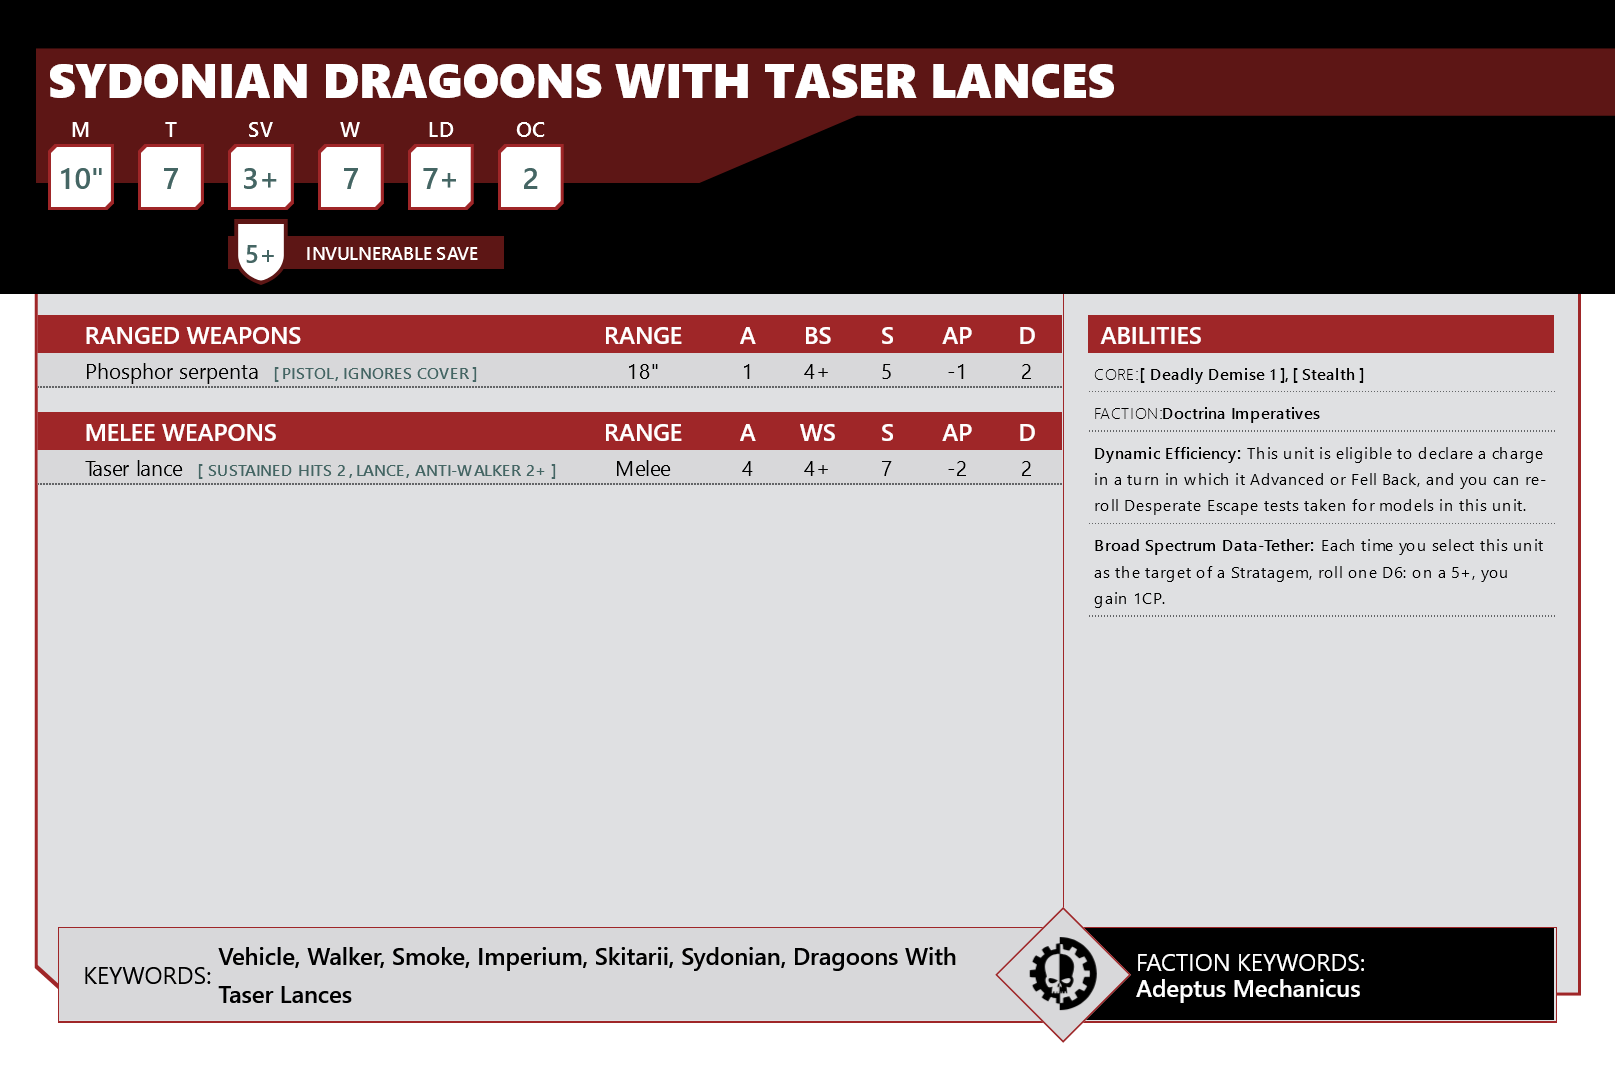 SYDONIAN DRAGOONS WITH TASER LANCES
M T SV W LD OC
10" 7 3+ 7 7+ 2
5+ INVULNERABLE SAVE
RANGED WEAPONS RANGE A BS S AP D
Phosphor serpenta [ PISTOL, IGNORES COVER ] 18" 1 4+ 5 -1 2
MELEE WEAPONS RANGE A WS S AP D
Taser lance [ SUSTAINED HITS 2, LANCE, ANTI-WALKER 2+ ] Melee 4 4+ 7 -2 2
ABILITIES
CORE:[ Deadly Demise 1 ], [ Stealth ]
FACTION:Doctrina Imperatives
Dynamic Efficiency: This unit is eligible to declare a charge
in a turn in which it Advanced or Fell Back, and you can re-
roll Desperate Escape tests taken for models in this unit.
Broad Spectrum Data-Tether: Each time you select this unit
as the target of a Stratagem, roll one D6: on a 5+, you
gain 1CP.
KEYWORDS: Vehicle, Walker, Smoke, Imperium, Skitarii, Sydonian, Dragoons With
Taser Lances
FACTION KEYWORDS:
Adeptus Mechanicus